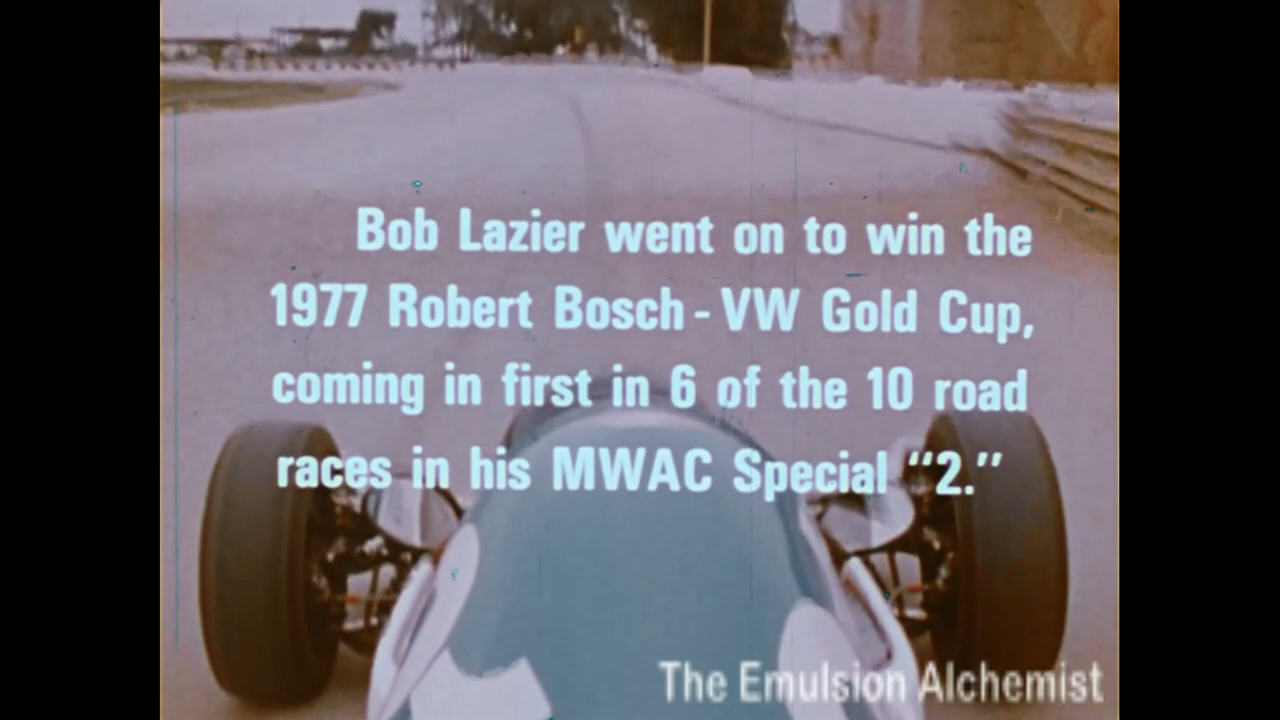 Bob Lazier went on to win the
1977 Robert Bosch - VW Gold Cup,
coming in first in 6 of the 10 road
races in his MWAC Special “2.”
The Emulsion Alchemist